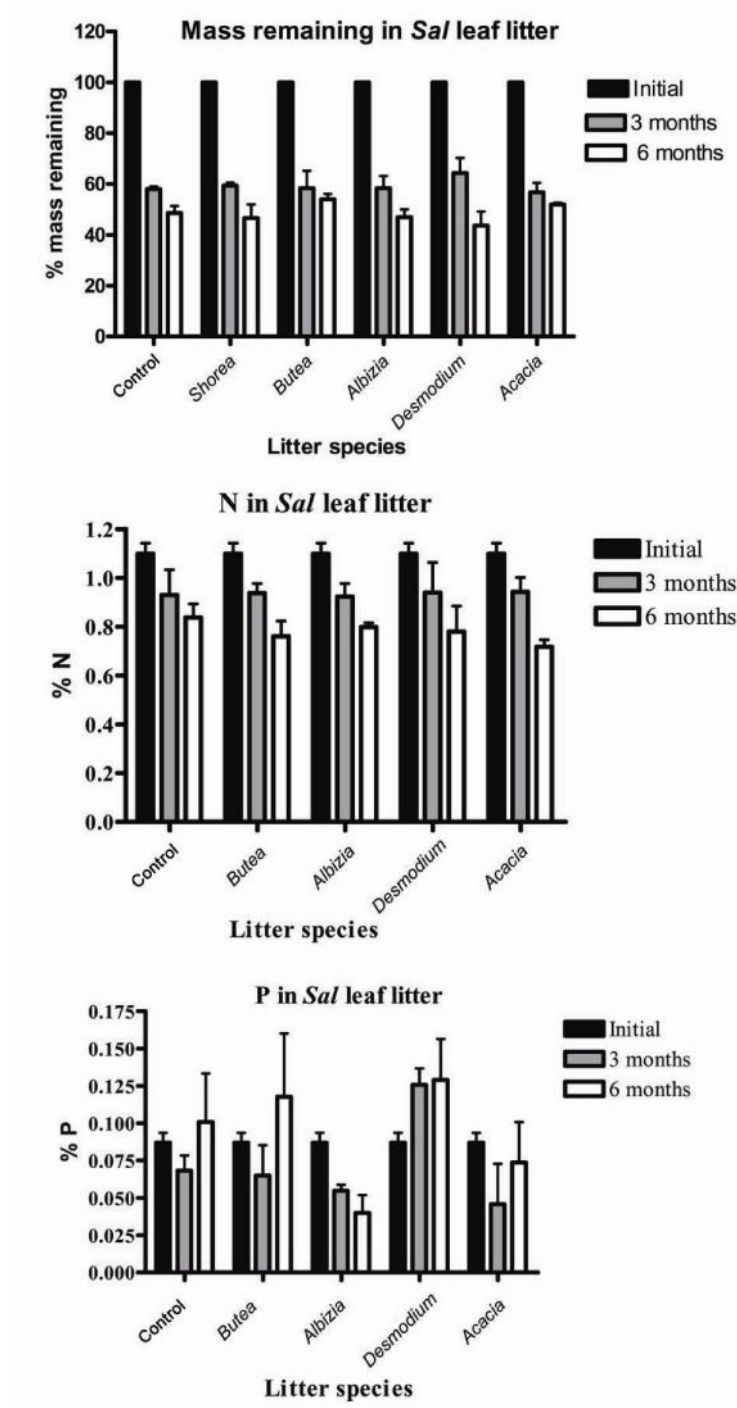 Mass remaining in Sal leaf litter
120
100
80
60
40
20
0
% mass remaining
Initial
3 months
6 months
Control
Shorea
Butea
Albizia
Desmodium
Acacia
Litter species
N in Sal leaf litter
1.2
1.0
0.8
0.6
0.4
0.2
0.0
% N
Initial
3 months
6 months
Control
Butea
Albizia
Desmodium
Acacia
Litter species
P in Sal leaf litter
0.175
0.150
0.125
0.100
0.075
0.050
0.025
0.000
% P
Initial
3 months
6 months
Control
Butea
Albizia
Desmodium
Acacia
Litter species